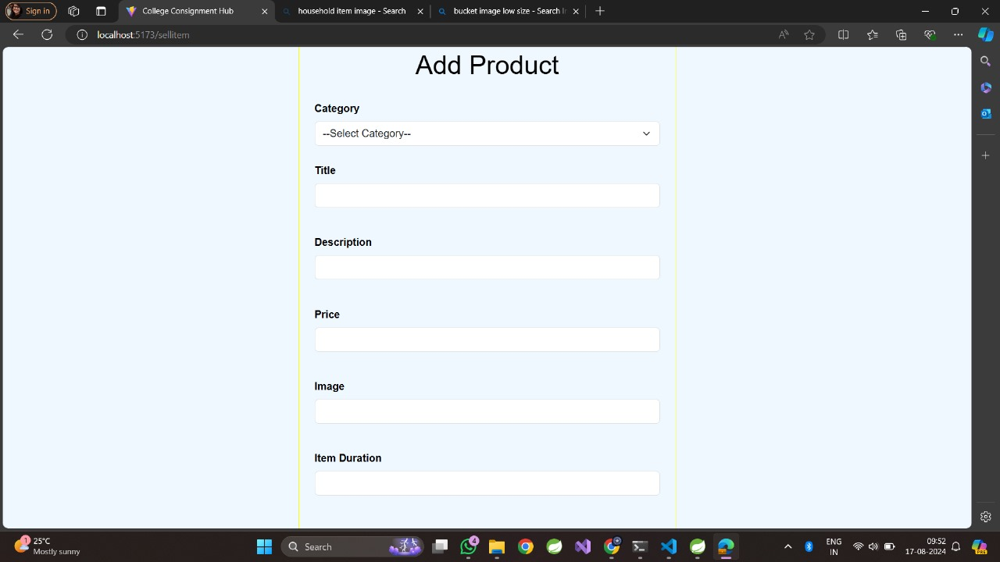 Sign in
College Consignment Hub
household item image - Search
bucket image low size - Search In
localhost:5173/sellitem
Add Product
Category
--Select Category--
Title
Description
Price
Image
Item Duration
1
25°C
Mostly sunny
Search
4
ENG
IN
09:52
17-08-2024